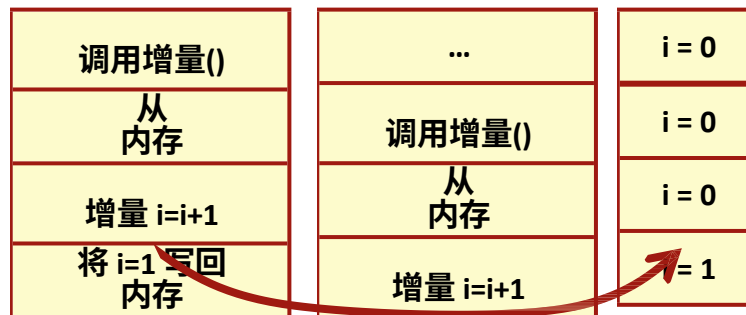 调用增量()
从
内存
增量 i=i+1
将 i=1 写回
内存
...
调用增量()
从
内存
增量 i=i+1
i = 0
i = 0
i = 0
= 1